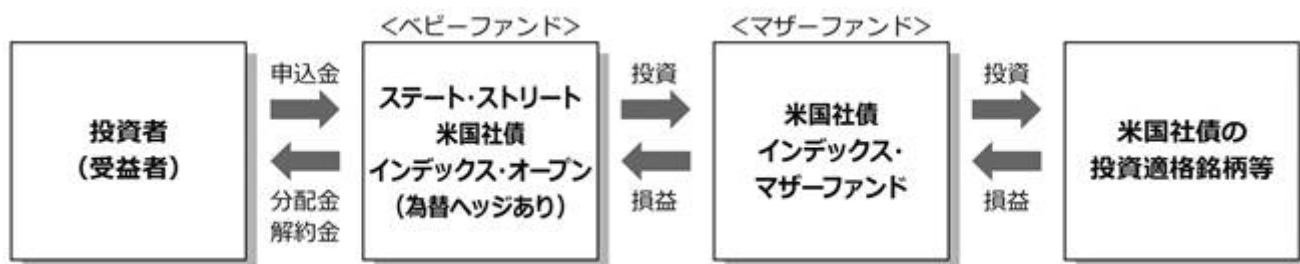 ＜ベビーファンド＞
＜マザーファンド＞
投資者
（受益者）
申込金
分配金
解約金
ステート・ストリート
米国社債
インデックス・オープン
（為替ヘッジあり）
投資
損益
米国社債
インデックス・
マザーファンド
投資
損益
米国社債の
投資適格銘柄等